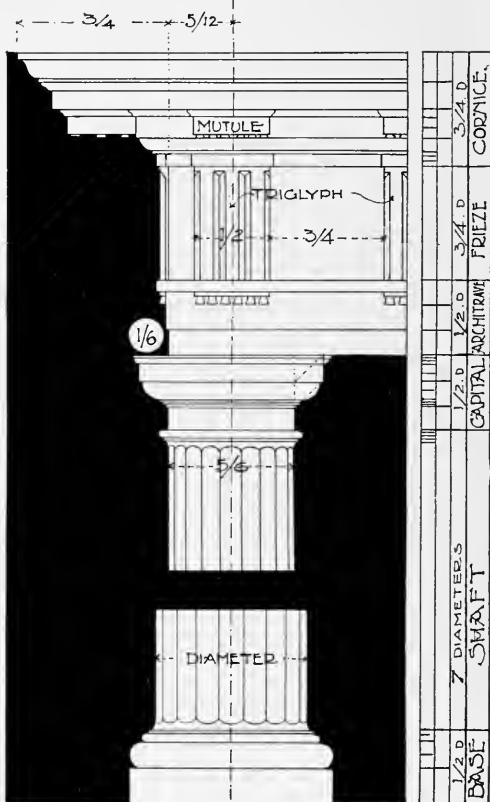 3/4 5/12
MUTULE
TRIGLYPH
1/2 3/4
1/6
5/6
DIAMETER
3/4 D CORNICE.
3/4 D FRIEZE
1/2 D ARCHITRAVE
1/2 D CAPITAL
7 DIAMETERS SHAFT
1/2 D BASE